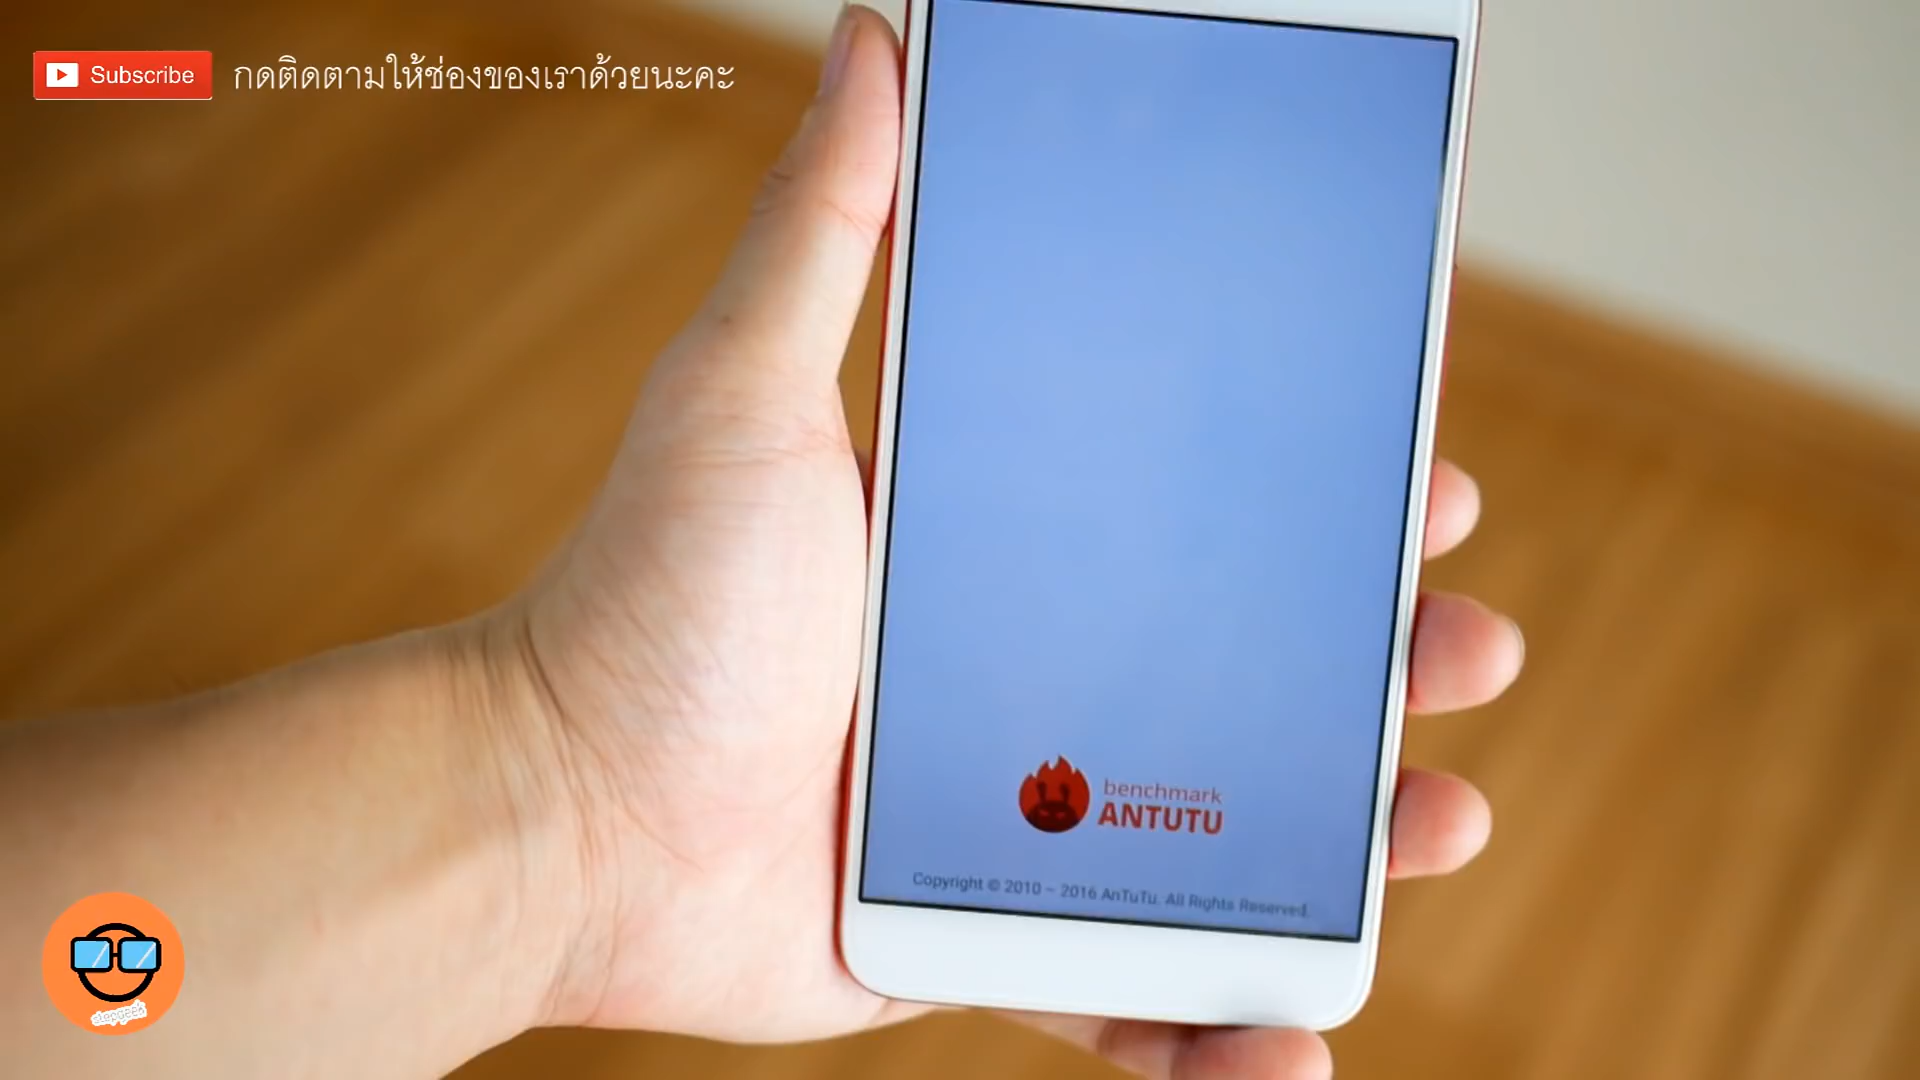 Subscribe
กดติดตามให้ช่องของเราด้วยนะคะ
benchmark
ANTUTU
Copyright © 2010 – 2016 AnTuTu. All Rights Reserved.
stepgeek